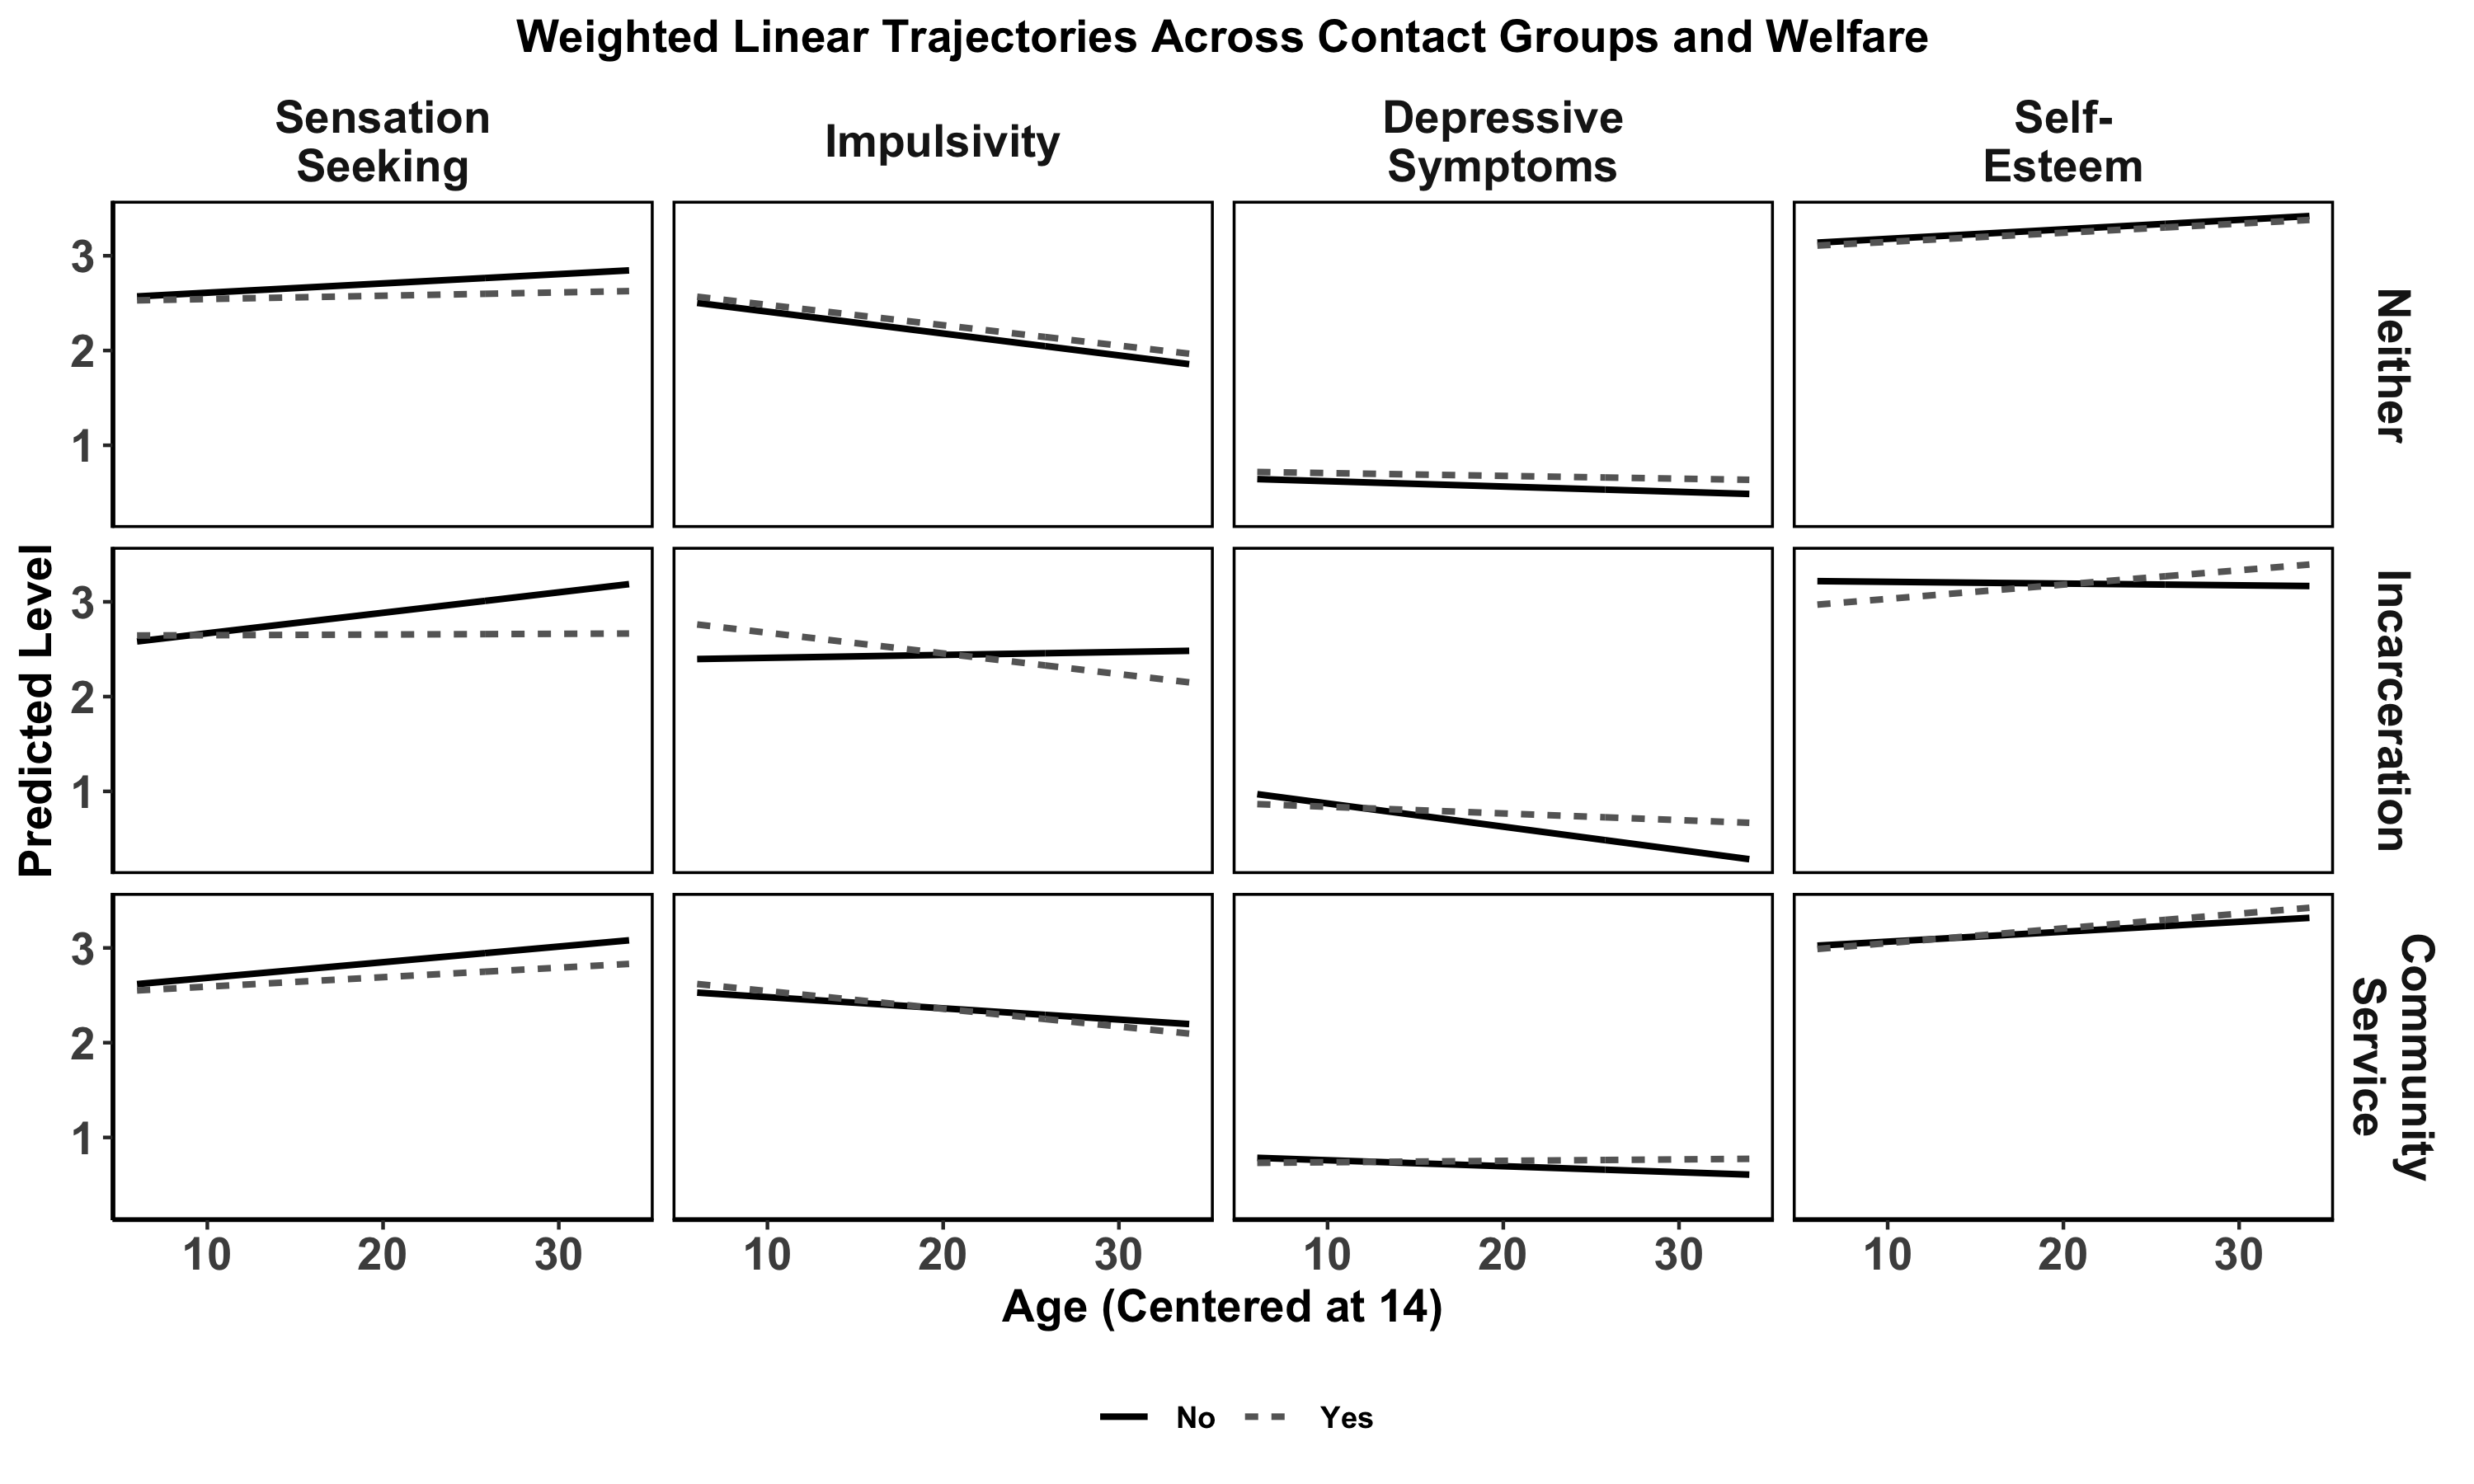 Weighted Linear Trajectories Across Contact Groups and Welfare
Sensation
Seeking
Impulsivity
Depressive
Symptoms
Self-
Esteem
3
2
1
Neither
Predicted Level
3
2
1
Incarceration
3
2
1
Community
Service
10
20
30
10
20
30
10
20
30
10
20
30
Age (Centered at 14)
No
Yes